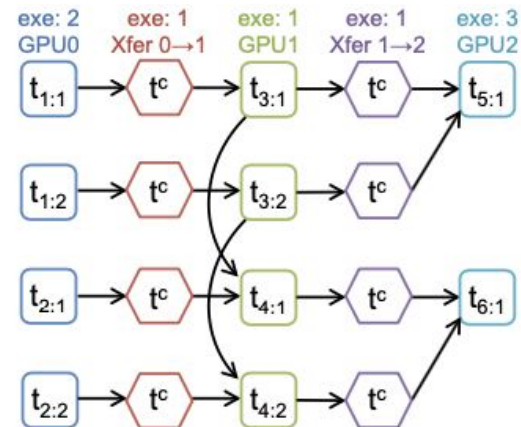 exe: 2 exe: 1 exe: 1 exe: 1 exe: 3
GPU0 Xfer 0→1 GPU1 Xfer 1→2 GPU2
t1:1 tc t3:1 tc t5:1
t1:2 tc t3:2 tc
t2:1 tc t4:1 tc t6:1
t2:2 tc t4:2 tc